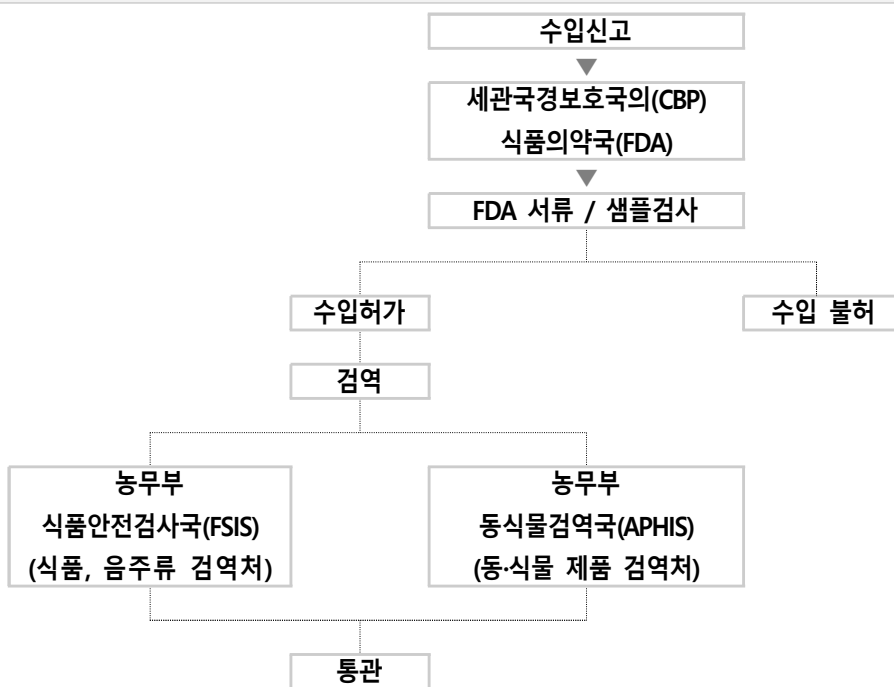 수입신고
세관국경보호국의(CBP)
식품의약국(FDA)
FDA 서류 / 샘플검사
수입허가
수입 불허
검역
농무부
식품안전검사국(FSIS)
(식품, 음주류 검역처)
농무부
동식물검역국(APHIS)
(동·식물 제품 검역처)
통관